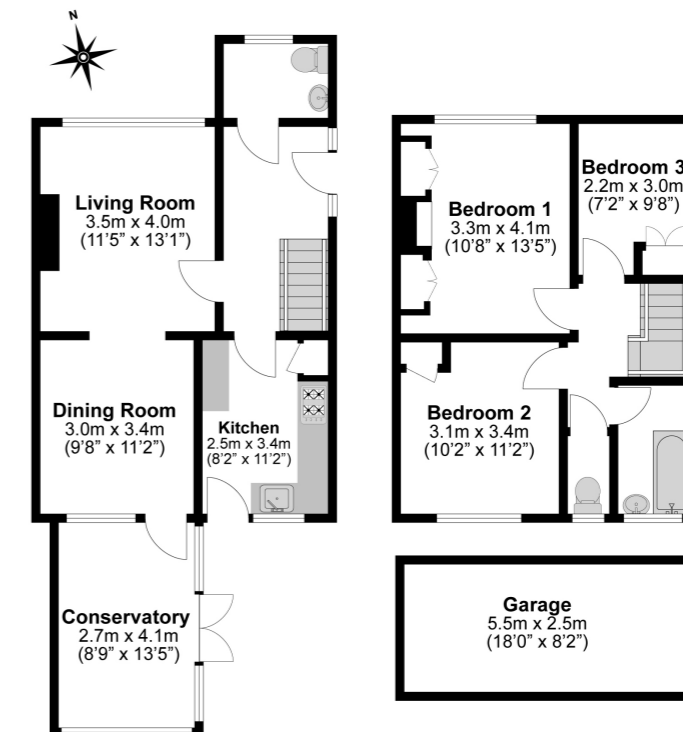 N
Living Room
3.5m x 4.0m
(11'5" x 13'1")
Dining Room
3.0m x 3.4m
(9'8" x 11'2")
Kitchen
2.5m x 3.4m
(8'2" x 11'2")
Conservatory
2.7m x 4.1m
(8'9" x 13'5")
Bedroom 1
3.3m x 4.1m
(10'8" x 13'5")
Bedroom 3
2.2m x 3.0m
(7'2" x 9'8")
Bedroom 2
3.1m x 3.4m
(10'2" x 11'2")
Garage
5.5m x 2.5m
(18'0" x 8'2")